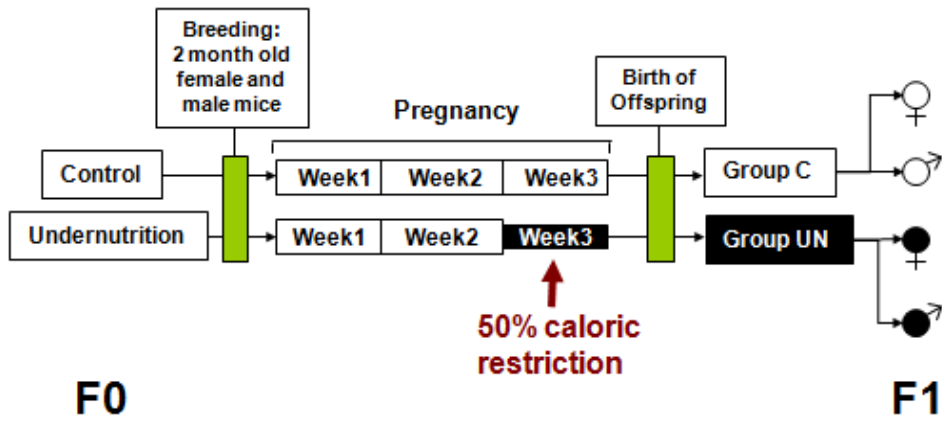 Breeding:
2 month old
female and
male mice
Birth of
Offspring
Pregnancy
Control
Week1 Week2 Week3
Group C
Undernutrition
Week1 Week2 Week3
Group UN
50% caloric
restriction
F0
F1